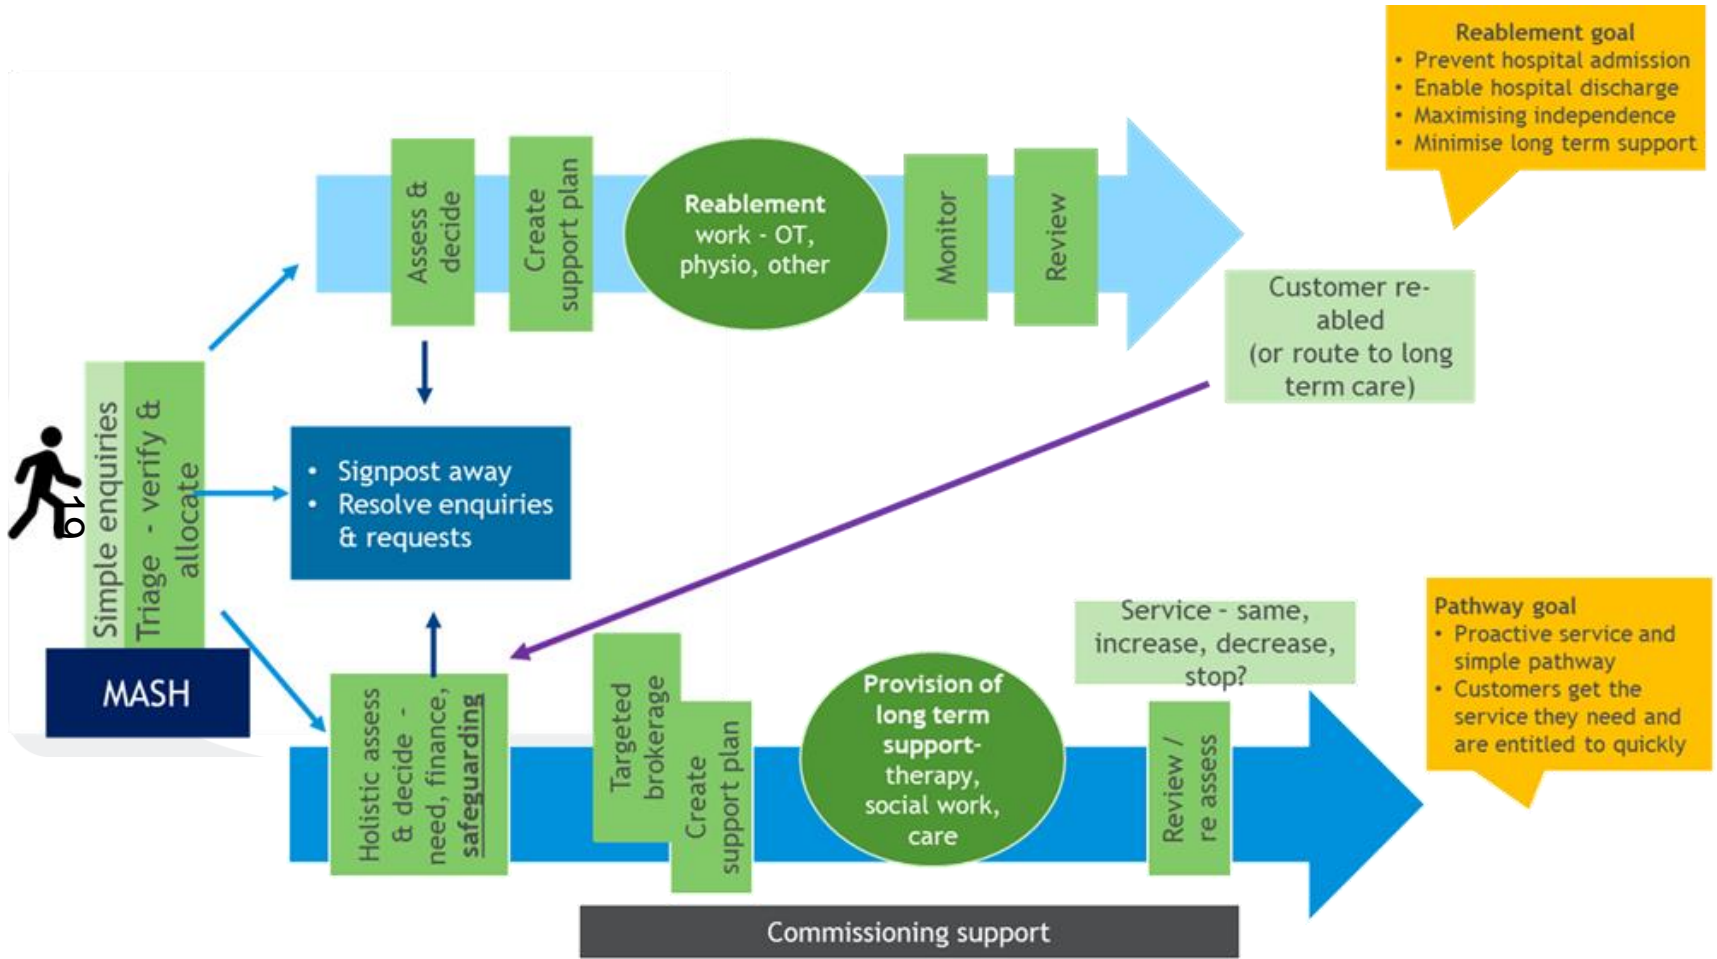 Reablement goal
• Prevent hospital admission
• Enable hospital discharge
• Maximising independence
• Minimise long term support
Assess &
decide
Create
support plan
Reablement
work - OT,
physio, other
Monitor
Review
Customer re-
abled
(or route to long
term care)
Simple enquiries
Triage - verify &
allocate
19
MASH
• Signpost away
• Resolve enquiries
& requests
Holistic assess
& decide -
need, finance,
safeguarding
Targeted
brokerage
Create
support plan
Provision of
long term
support-
therapy,
social work,
care
Service - same,
increase, decrease,
stop?
Review /
re assess
Pathway goal
• Proactive service and
simple pathway
• Customers get the
service they need and
are entitled to quickly
Commissioning support